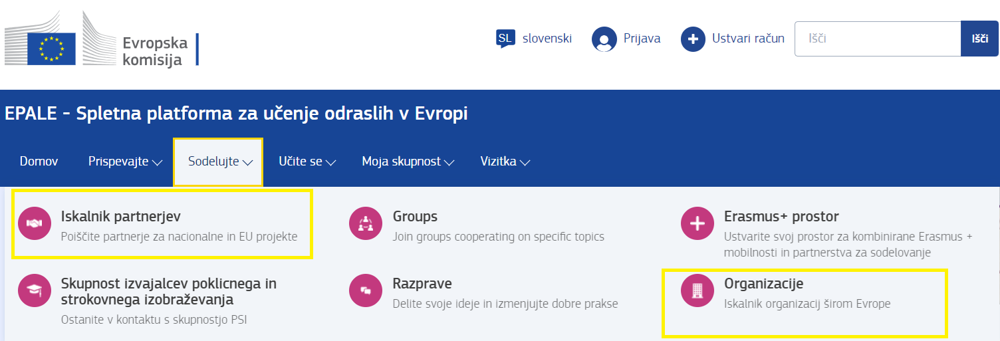 Evropska
komisija
SL slovenski
Prijava
Ustvari račun
Išči
Išči
EPALE - Spletna platforma za učenje odraslih v Evropi
Domov
Prispevajte
Sodelujte
Učite se
Moja skupnost
Vizitka
Iskalnik partnerjev
Poiščite partnerje za nacionalne in EU projekte
Groups
Join groups cooperating on specific topics
Erasmus+ prostor
Ustvarite svoj prostor za kombinirane Erasmus +
mobilnosti in partnerstva za sodelovanje
Skupnost izvajalcev poklicnega in
strokovnega izobraževanja
Ostanite v kontaktu s skupnostjo PSI
Razprave
Delite svoje ideje in izmenjujte dobre prakse
Organizacije
Iskalnik organizacij širom Evrope